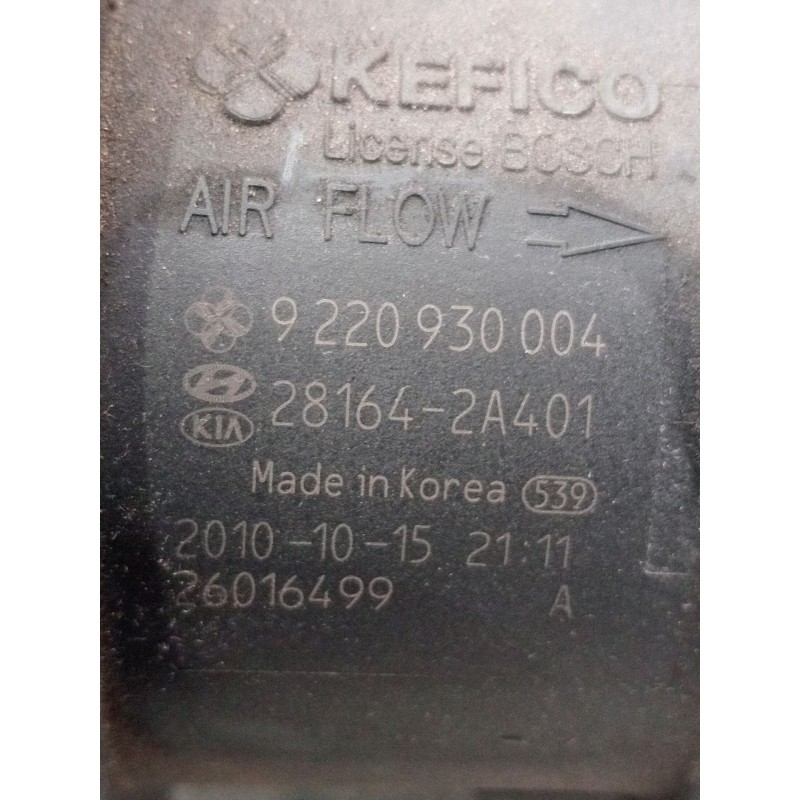 KEFICO
License BOSCH
AIR FLOW
9 220 930 004
28164-2A401
KIA
Made in Korea 539
2010-10-15 21:11
26016499 A